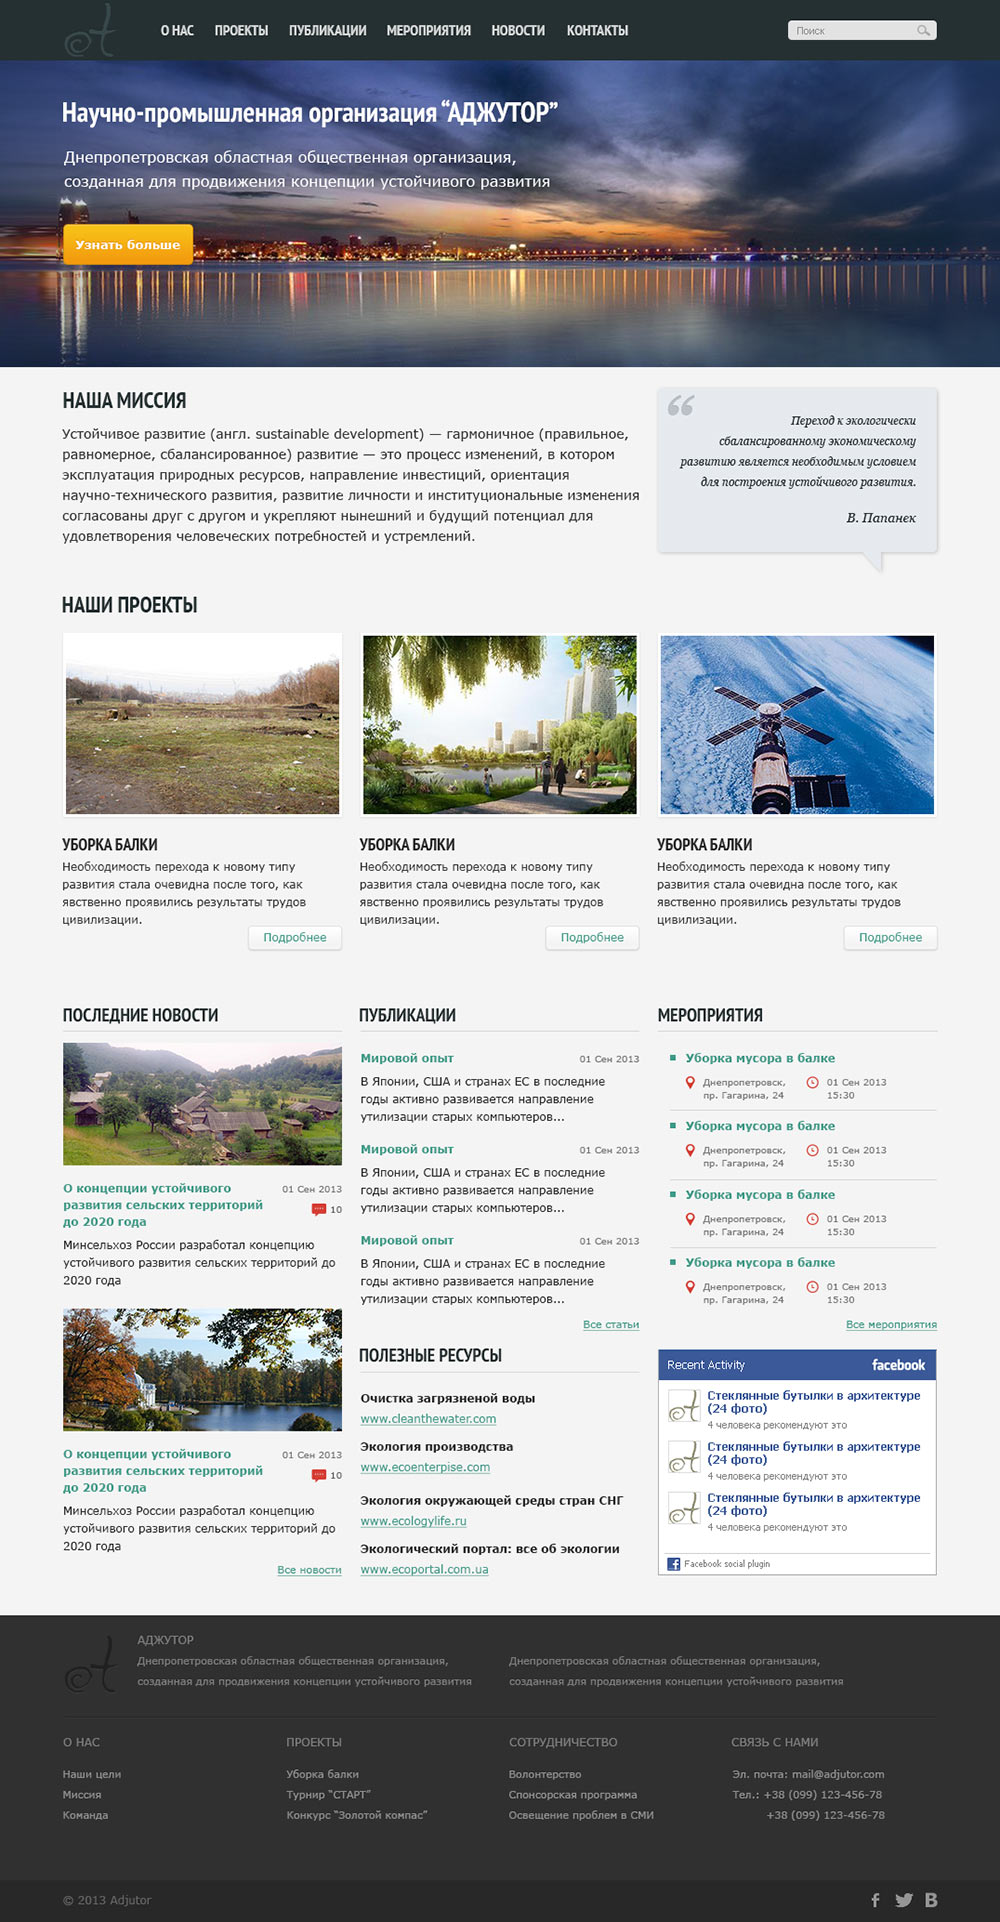 О НАС ПРОЕКТЫ ПУБЛИКАЦИИ МЕРОПРИЯТИЯ НОВОСТИ КОНТАКТЫ
Поиск
Научно-промышленная организация “АДЖУТОР”
Днепропетровская областная общественная организация,
созданная для продвижения концепции устойчивого развития
Узнать больше
НАША МИССИЯ
Устойчивое развитие (англ. sustainable development) — гармоничное (правильное,
равномерное, сбалансированное) развитие — это процесс изменений, в котором
эксплуатация природных ресурсов, направление инвестиций, ориентация
научно-технического развития, развитие личности и институциональные изменения
согласованы друг с другом и укрепляют нынешний и будущий потенциал для
удовлетворения человеческих потребностей и устремлений.
“
Переход к экологически
сбалансированному экономическому
развитию является необходимым условием
для построения устойчивого развития.
В. Папанек
НАШИ ПРОЕКТЫ
УБОРКА БАЛКИ
Необходимость перехода к новому типу
развития стала очевидна после того, как
явственно проявились результаты трудов
цивилизации.
Подробнее
УБОРКА БАЛКИ
Необходимость перехода к новому типу
развития стала очевидна после того, как
явственно проявились результаты трудов
цивилизации.
Подробнее
УБОРКА БАЛКИ
Необходимость перехода к новому типу
развития стала очевидна после того, как
явственно проявились результаты трудов
цивилизации.
Подробнее
ПОСЛЕДНИЕ НОВОСТИ
О концепции устойчивого
развития сельских территорий
до 2020 года
01 Сен 2013
10
Минсельхоз России разработал концепцию
устойчивого развития сельских территорий до
2020 года
О концепции устойчивого
развития сельских территорий
до 2020 года
01 Сен 2013
10
Минсельхоз России разработал концепцию
устойчивого развития сельских территорий до
2020 года
Все новости
ПУБЛИКАЦИИ
Мировой опыт 01 Сен 2013
В Японии, США и странах ЕС в последние
годы активно развивается направление
утилизации старых компьютеров...
Мировой опыт 01 Сен 2013
В Японии, США и странах ЕС в последние
годы активно развивается направление
утилизации старых компьютеров...
Мировой опыт 01 Сен 2013
В Японии, США и странах ЕС в последние
годы активно развивается направление
утилизации старых компьютеров...
Все статьи
ПОЛЕЗНЫЕ РЕСУРСЫ
Очистка загрязненой воды
www.cleanthewater.com
Экология производства
www.ecoenterpise.com
Экология окружающей среды стран СНГ
www.ecologylife.ru
Экологический портал: все об экологии
www.ecoportal.com.ua
МЕРОПРИЯТИЯ
Уборка мусора в балке
Днепропетровск, 01 Сен 2013
пр. Гагарина, 24 15:30
Уборка мусора в балке
Днепропетровск, 01 Сен 2013
пр. Гагарина, 24 15:30
Уборка мусора в балке
Днепропетровск, 01 Сен 2013
пр. Гагарина, 24 15:30
Уборка мусора в балке
Днепропетровск, 01 Сен 2013
пр. Гагарина, 24 15:30
Все мероприятия
Recent Activity facebook
Стеклянные бутылки в архитектуре
(24 фото)
4 человека рекомендуют это
Стеклянные бутылки в архитектуре
(24 фото)
4 человека рекомендуют это
Стеклянные бутылки в архитектуре
(24 фото)
4 человека рекомендуют это
Facebook social plugin
АДЖУТОР
Днепропетровская областная общественная организация,
созданная для продвижения концепции устойчивого развития
Днепропетровская областная общественная организация,
созданная для продвижения концепции устойчивого развития
О НАС
Наши цели
Миссия
Команда
ПРОЕКТЫ
Уборка балки
Турнир “СТАРТ”
Конкурс “Золотой компас”
СОТРУДНИЧЕСТВО
Волонтерство
Спонсорская программа
Освещение проблем в СМИ
СВЯЗЬ С НАМИ
Эл. почта: mail@adjutor.com
Тел.: +38 (099) 123-456-78
+38 (099) 123-456-78
© 2013 Adjutor